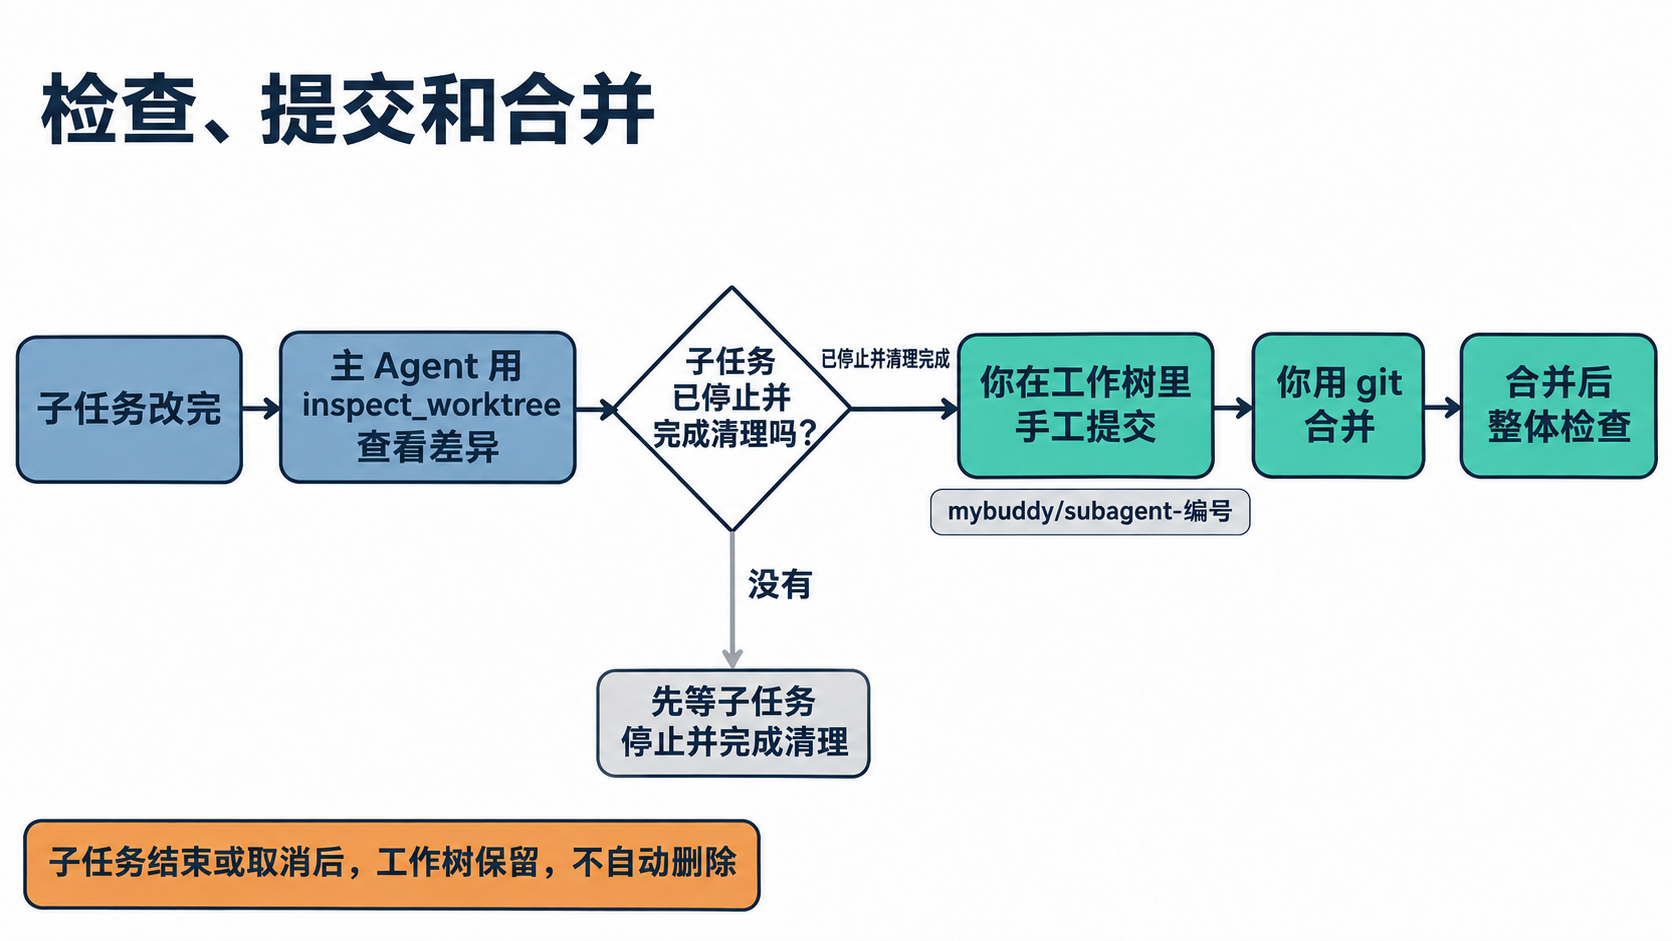 检查、提交和合并
子任务改完
主 Agent 用
inspect_worktree
查看差异
子任务
已停止并
完成清理吗?
已停止并清理完成
你在工作树里
手工提交
mybuddy/subagent-编号
你用 git
合并
合并后
整体检查
没有
先等子任务
停止并完成清理
子任务结束或取消后，工作树保留，不自动删除